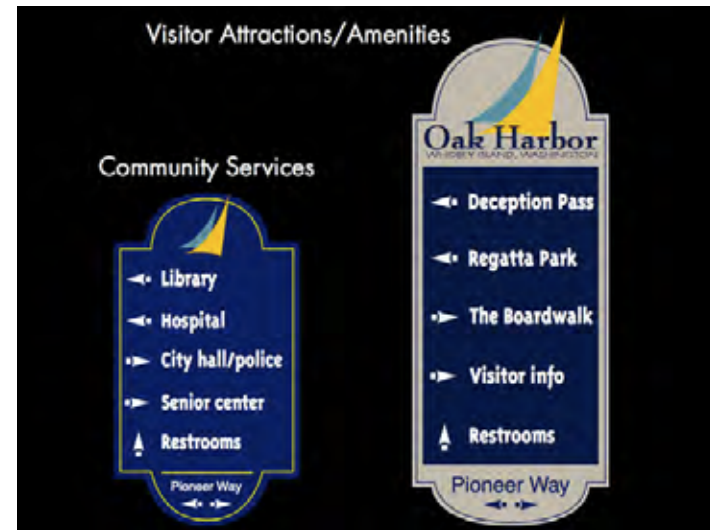 Visitor Attractions/Amenities
Community Services
Library
Hospital
City hall/police
Senior center
Restrooms
Pioneer Way
Oak Harbor
WHIDBEY ISLAND, WASHINGTON
Deception Pass
Regatta Park
The Boardwalk
Visitor info
Restrooms
Pioneer Way